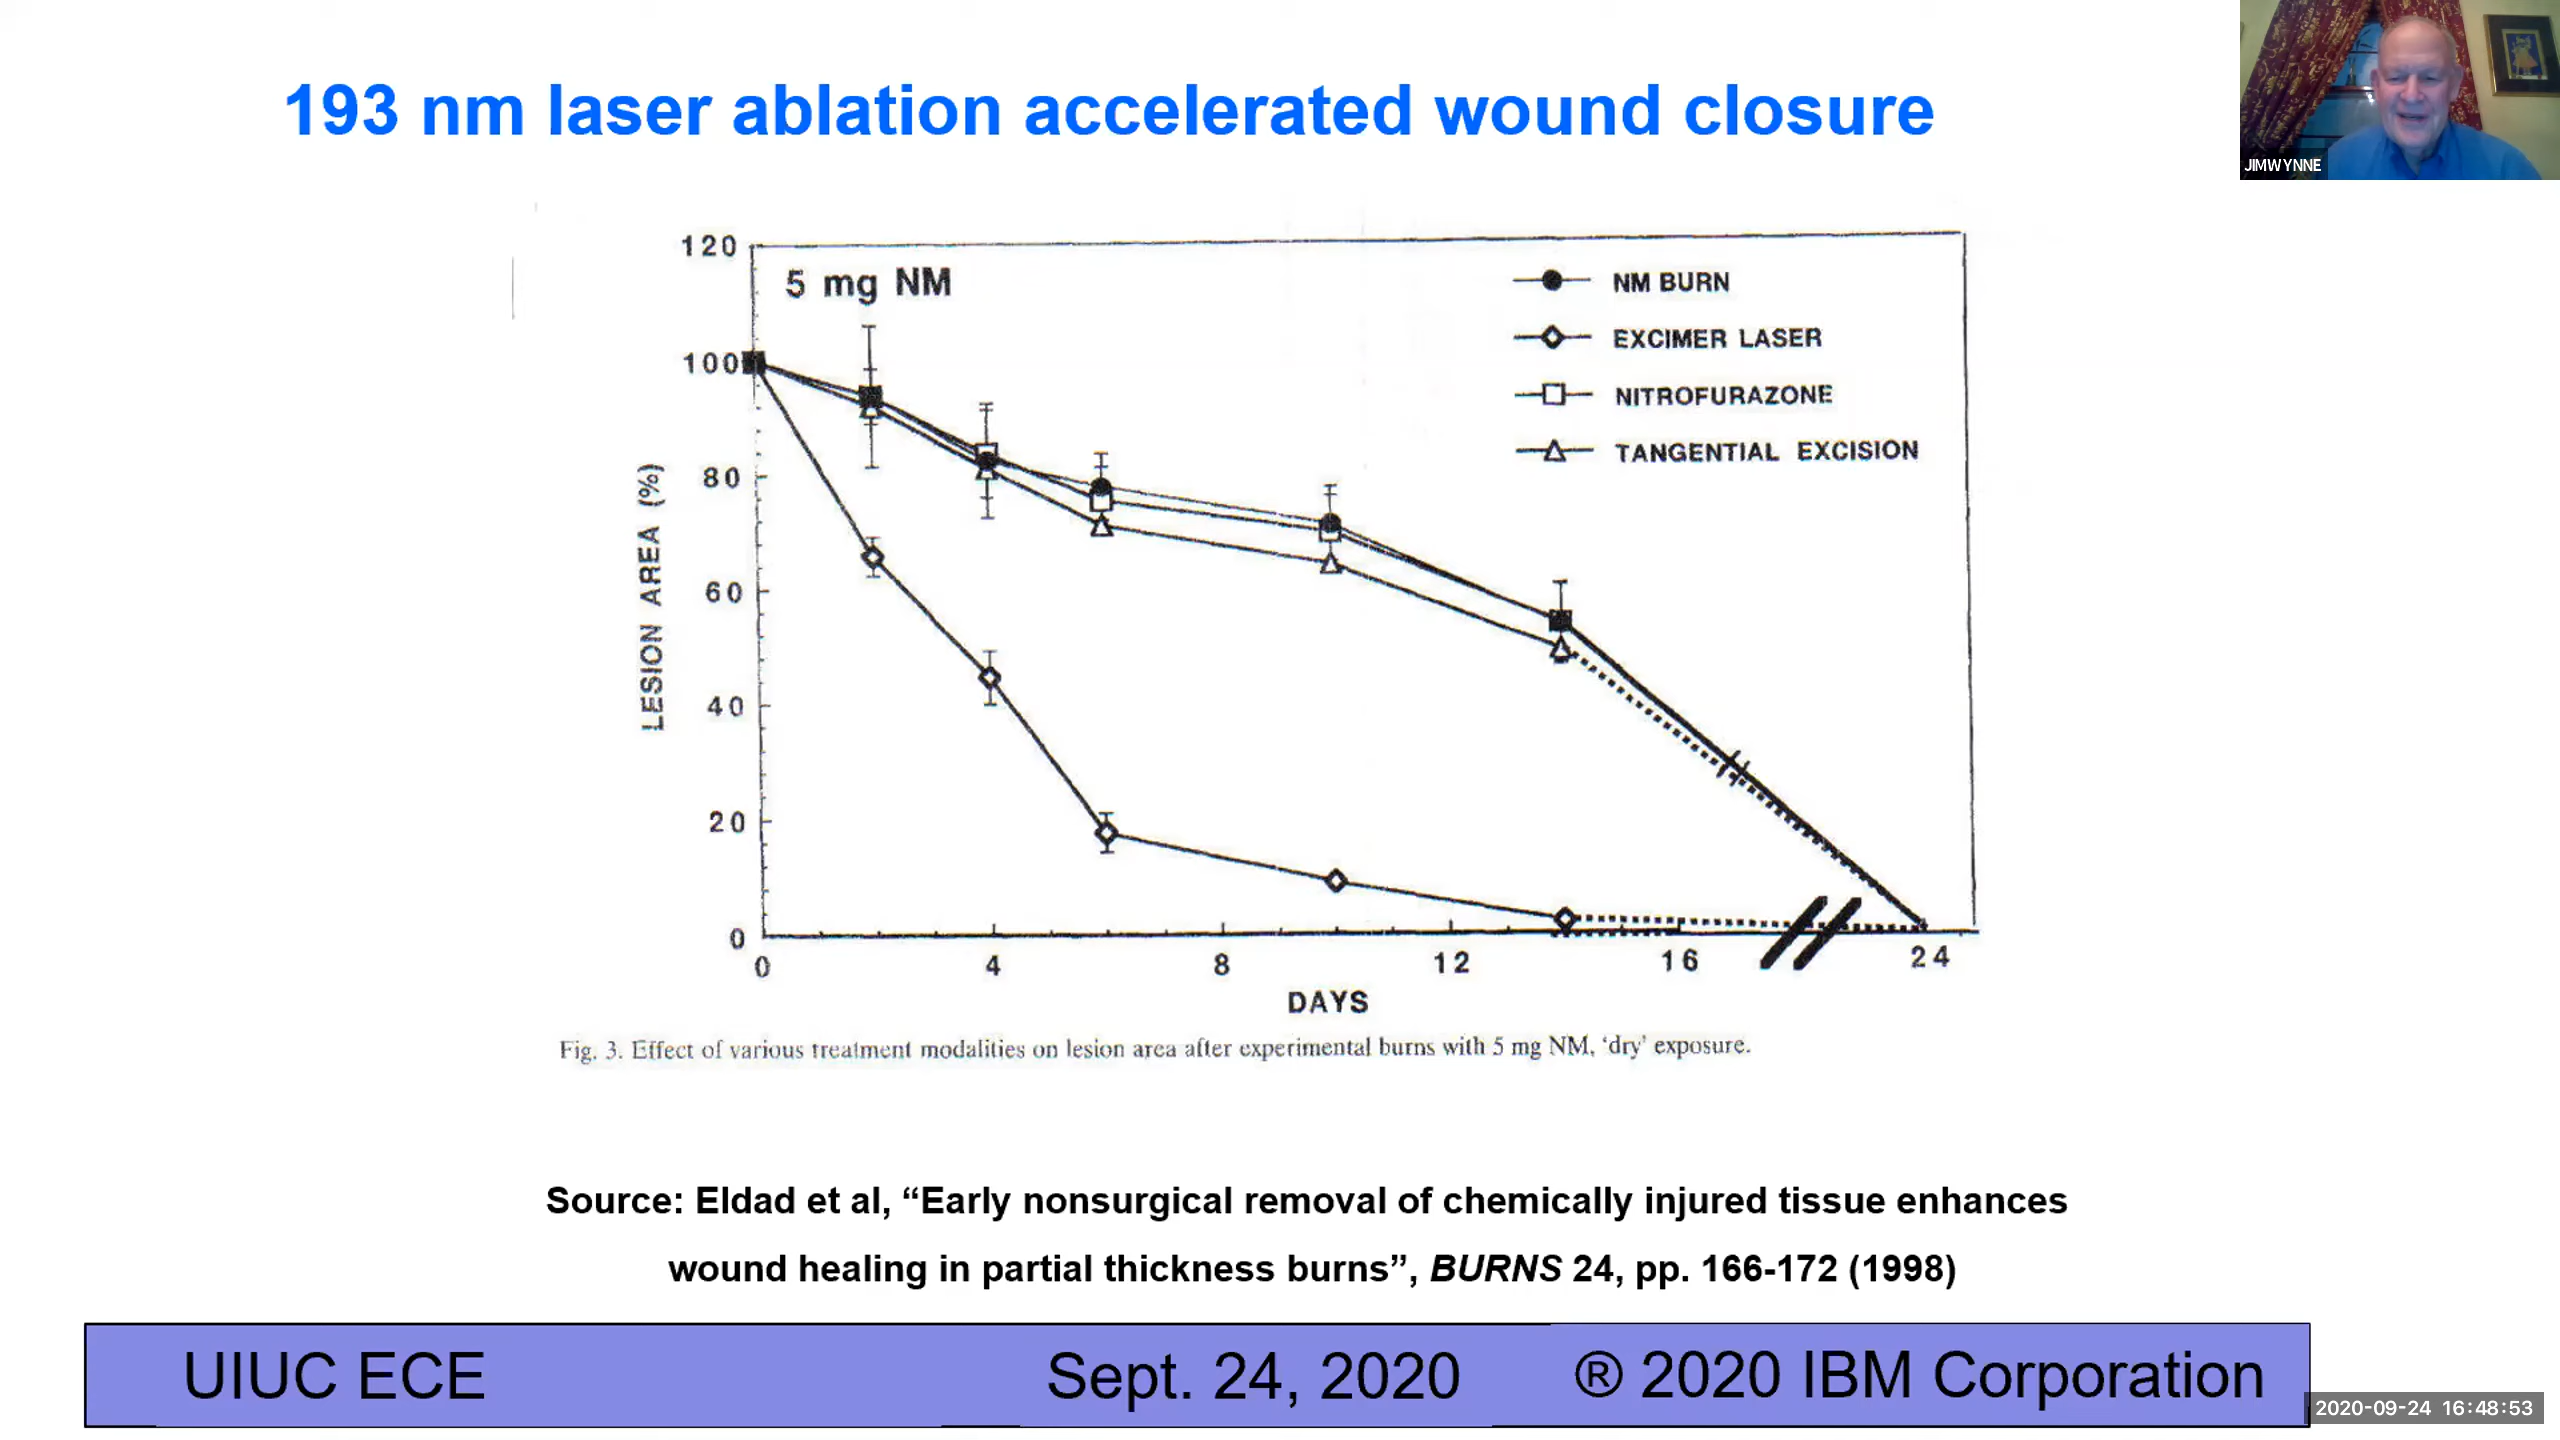 193 nm laser ablation accelerated wound closure
JIMWYNNE
120
5 mg NM
NM BURN
100
EXCIMER LASER
NITROFURAZONE
80
TANGENTIAL EXCISION
LESION AREA (%)
60
40
20
0
0 4 8 12 16 24
DAYS
Fig. 3. Effect of various treatment modalities on lesion area after experimental burns with 5 mg NM, ‘dry’ exposure.
Source: Eldad et al, “Early nonsurgical removal of chemically injured tissue enhances
wound healing in partial thickness burns”, BURNS 24, pp. 166-172 (1998)
UIUC ECE Sept. 24, 2020 ® 2020 IBM Corporation
2020-09-24 16:48:53